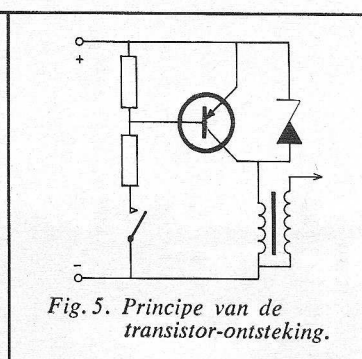 +
−
Fig. 5. Principe van de
transistor-ontsteking.